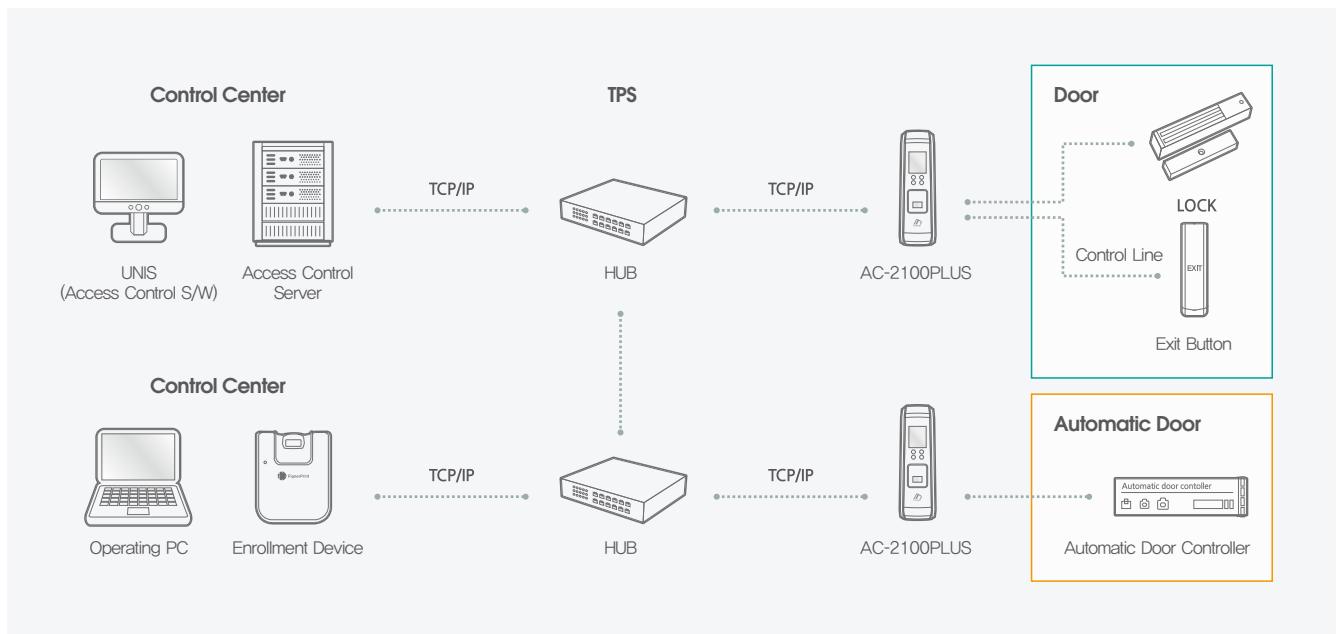 Control Center
TPS
Door
TCP/IP
TCP/IP
LOCK
Control Line
EXIT
UNIS
(Access Control S/W)
Access Control
Server
HUB
AC-2100PLUS
Exit Button
Control Center
Automatic Door
FingerPrint
TCP/IP
TCP/IP
Automatic door contoller
Operating PC
Enrollment Device
HUB
AC-2100PLUS
Automatic Door Controller